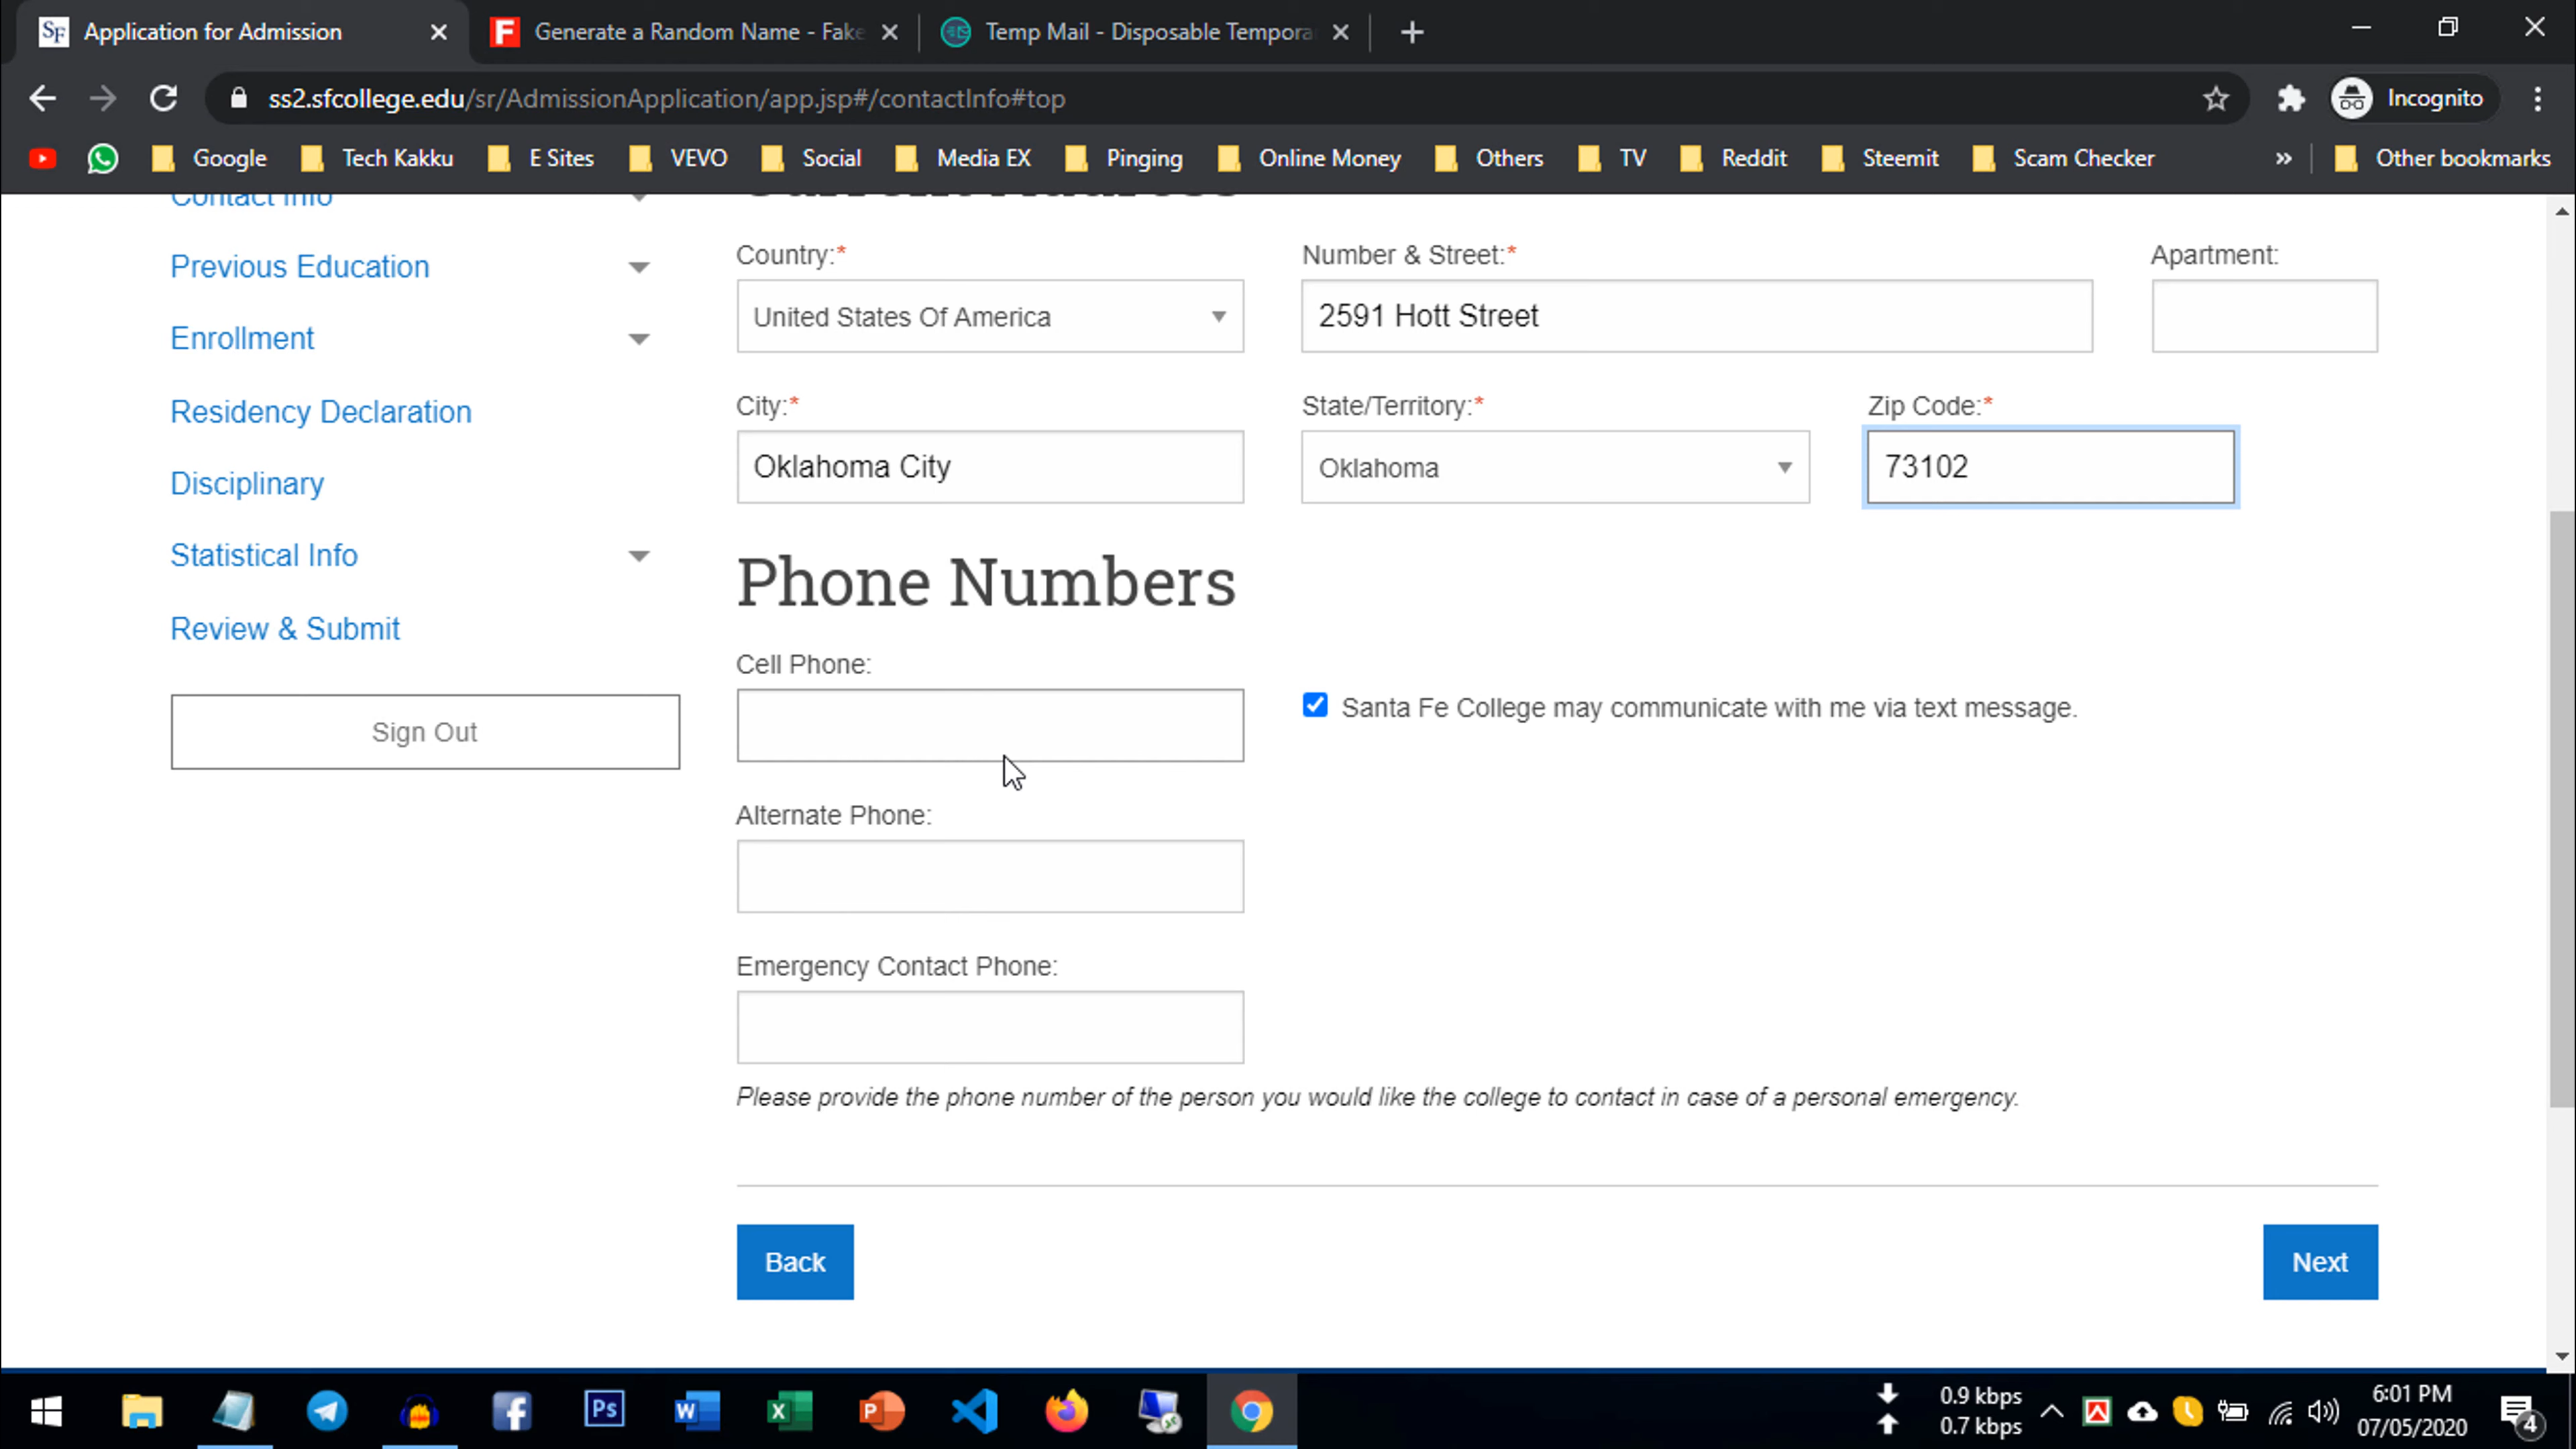 SF Application for Admission
Generate a Random Name - Fake
Temp Mail - Disposable Tempora
ss2.sfcollege.edu/sr/AdmissionApplication/app.jsp#/contactInfo#top
Incognito
Google Tech Kakku E Sites VEVO Social Media EX Pinging Online Money Others TV Reddit Steemit Scam Checker » Other bookmarks
Contact Info
Current Address
Previous Education
Enrollment
Residency Declaration
Disciplinary
Statistical Info
Review & Submit
Sign Out
Country:* Number & Street:* Apartment:
United States Of America 2591 Hott Street
City:* State/Territory:* Zip Code:*
Oklahoma City Oklahoma 73102
Phone Numbers
Cell Phone:
Santa Fe College may communicate with me via text message.
Alternate Phone:
Emergency Contact Phone:
Please provide the phone number of the person you would like the college to contact in case of a personal emergency.
Back Next
0.9 kbps
0.7 kbps
6:01 PM
07/05/2020
4